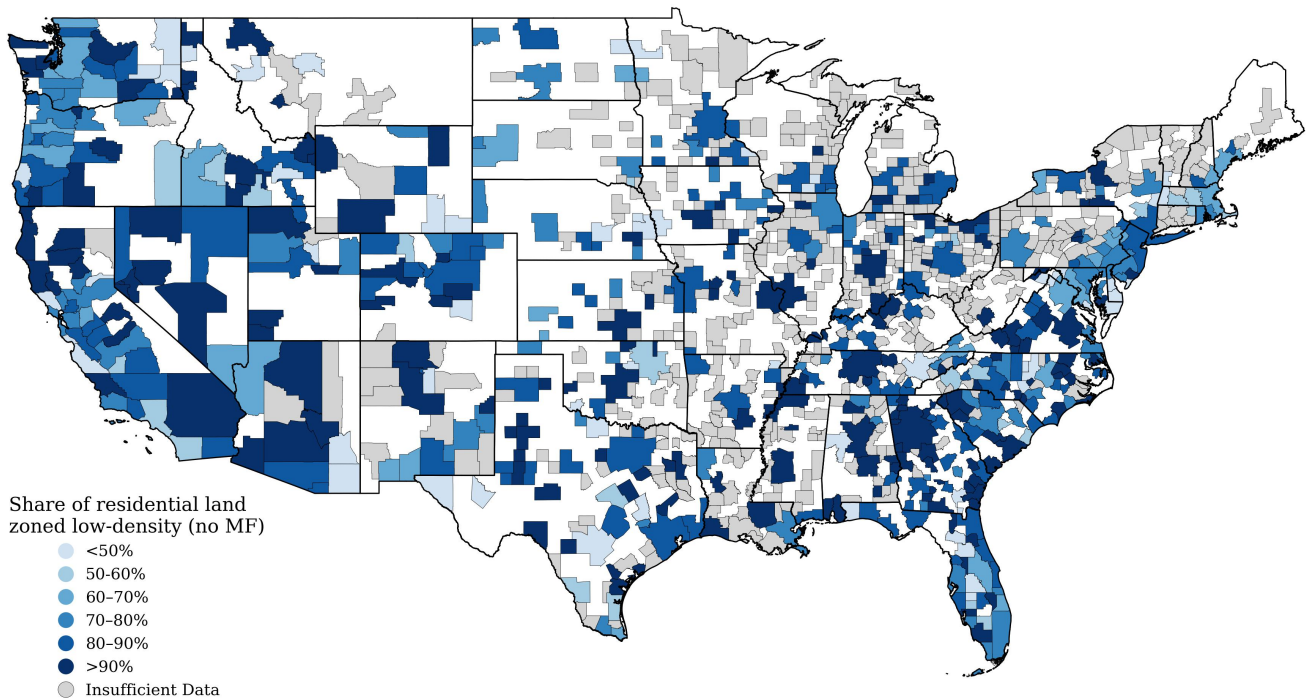 Share of residential land
zoned low-density (no MF)
<50%
50-60%
60–70%
70–80%
80–90%
>90%
Insufficient Data